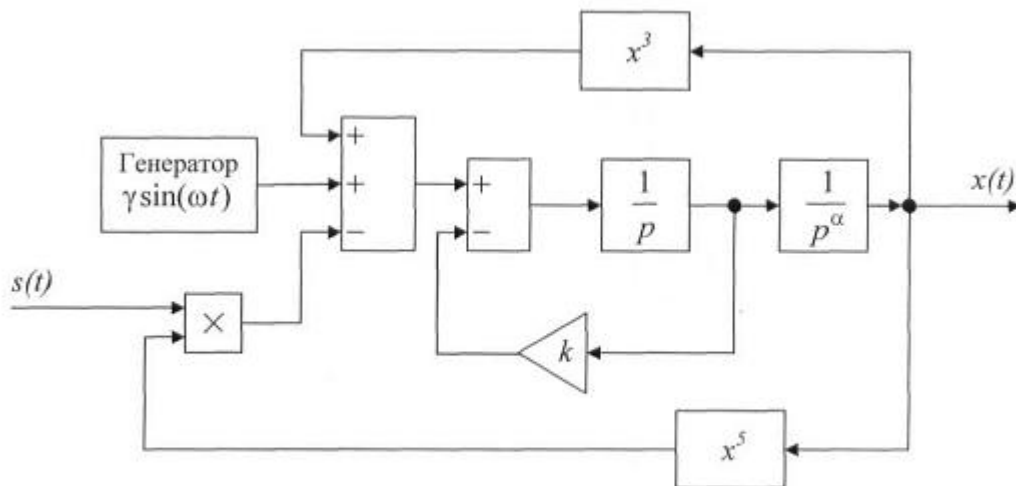 x³
Генератор
γsin(ωt)
+
+
−
+
−
1
p
1
p^α
x(t)
s(t)
×
k
x⁵